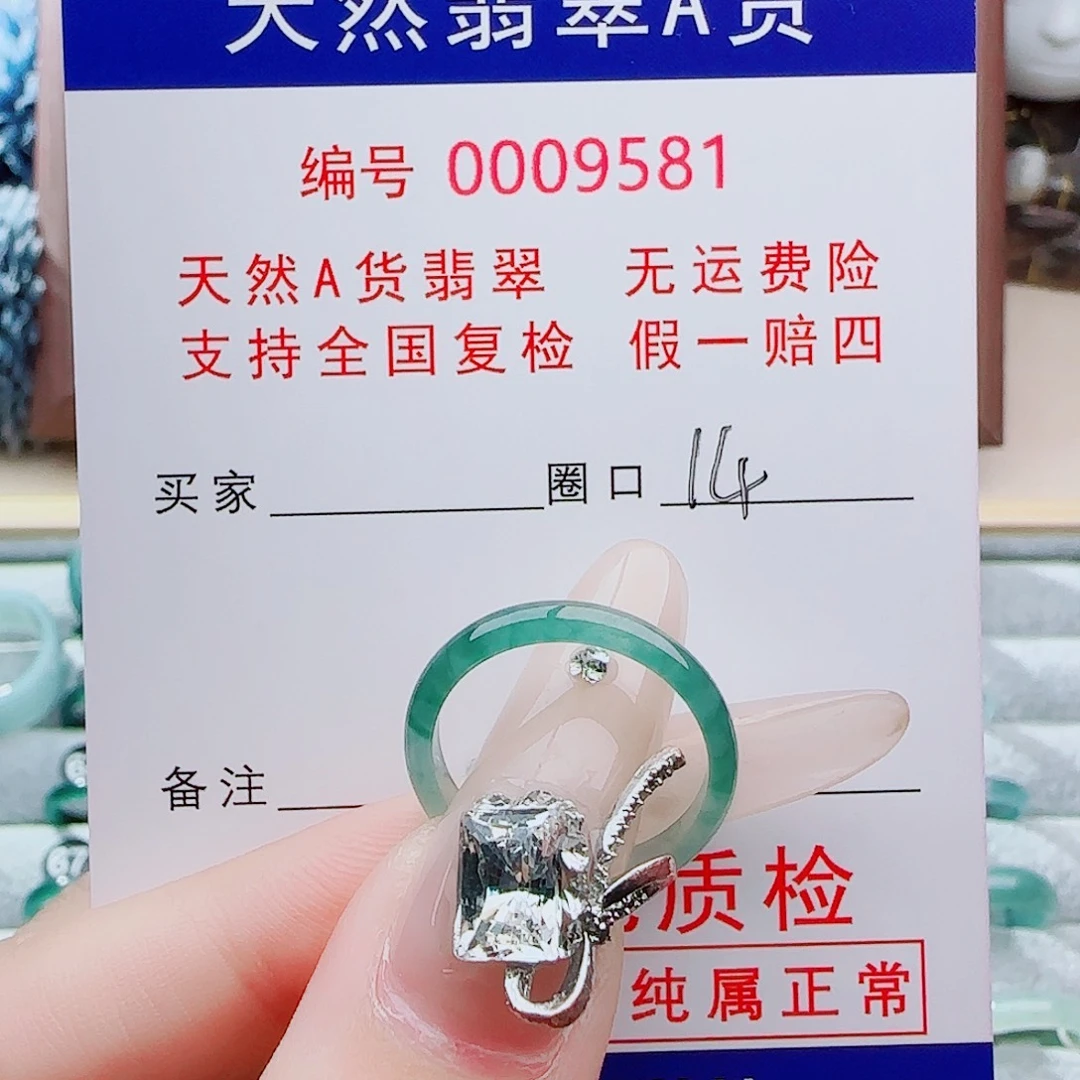 天然翡翠A货
编号 0009581
天然A货翡翠 无运费险
支持全国复检 假一赔四
买家 圈口 14
备注
质检
纯属正常